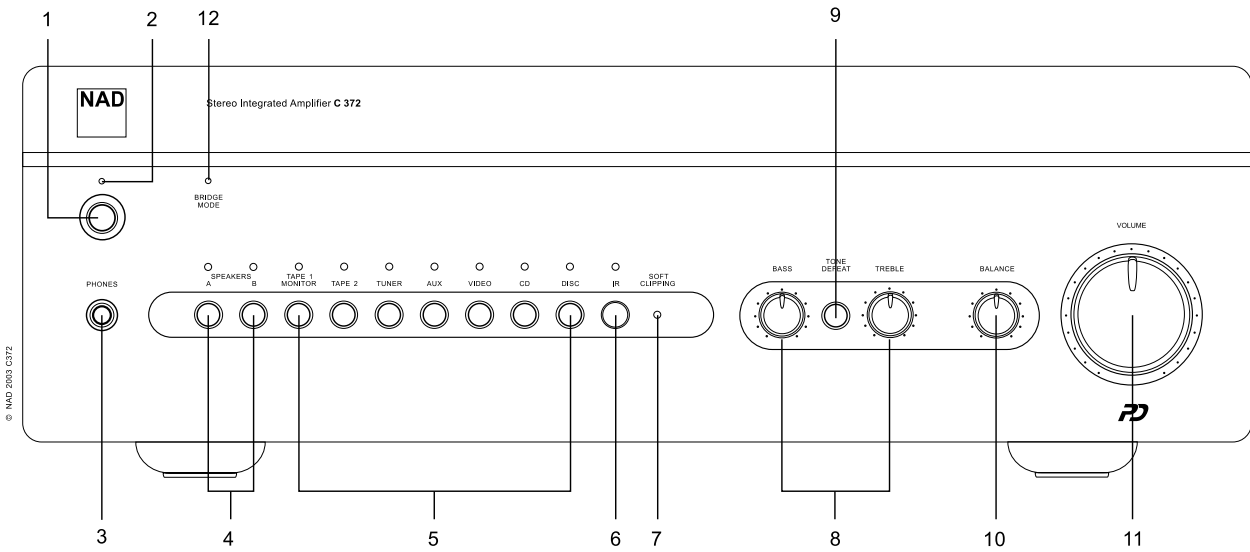 1 2 12 9
NAD
Stereo Integrated Amplifier C 372
BRIDGE
MODE
VOLUME
PHONES
SPEAKERS
A B
TAPE 1
MONITOR
TAPE 2
TUNER
AUX
VIDEO
CD
DISC
IR
SOFT
CLIPPING
BASS
TONE
DEFEAT
TREBLE
BALANCE
PD
© NAD 2003 C372
3 4 5 6 7 8 10 11